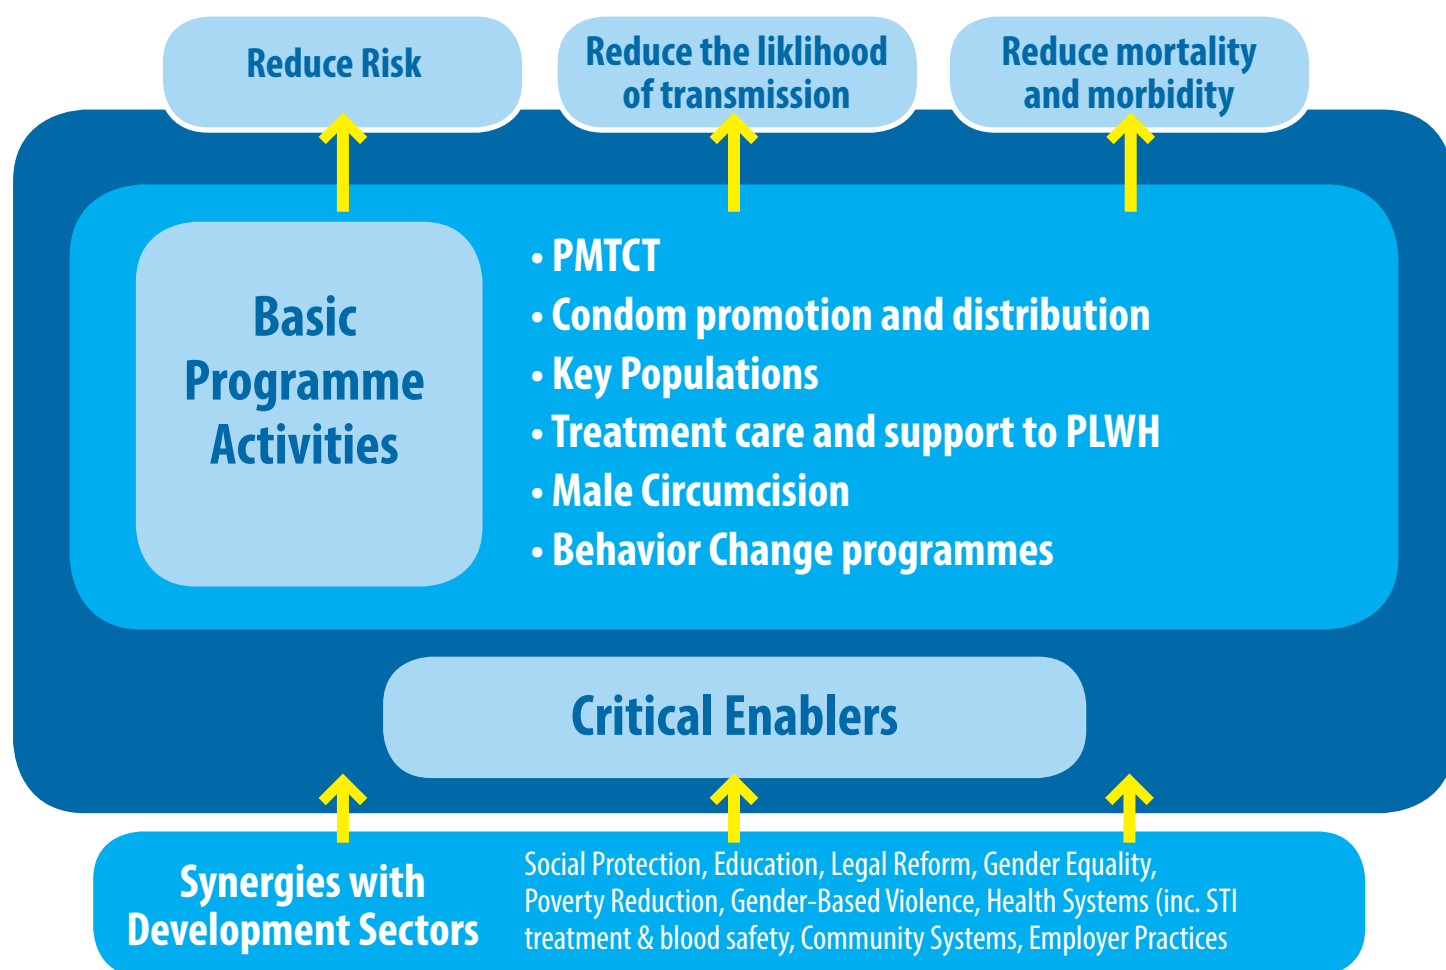 Reduce Risk
Reduce the liklihood
of transmission
Reduce mortality
and morbidity
Basic
Programme
Activities
• PMTCT
• Condom promotion and distribution
• Key Populations
• Treatment care and support to PLWH
• Male Circumcision
• Behavior Change programmes
Critical Enablers
Synergies with
Development Sectors
Social Protection, Education, Legal Reform, Gender Equality,
Poverty Reduction, Gender-Based Violence, Health Systems (inc. STI
treatment & blood safety, Community Systems, Employer Practices